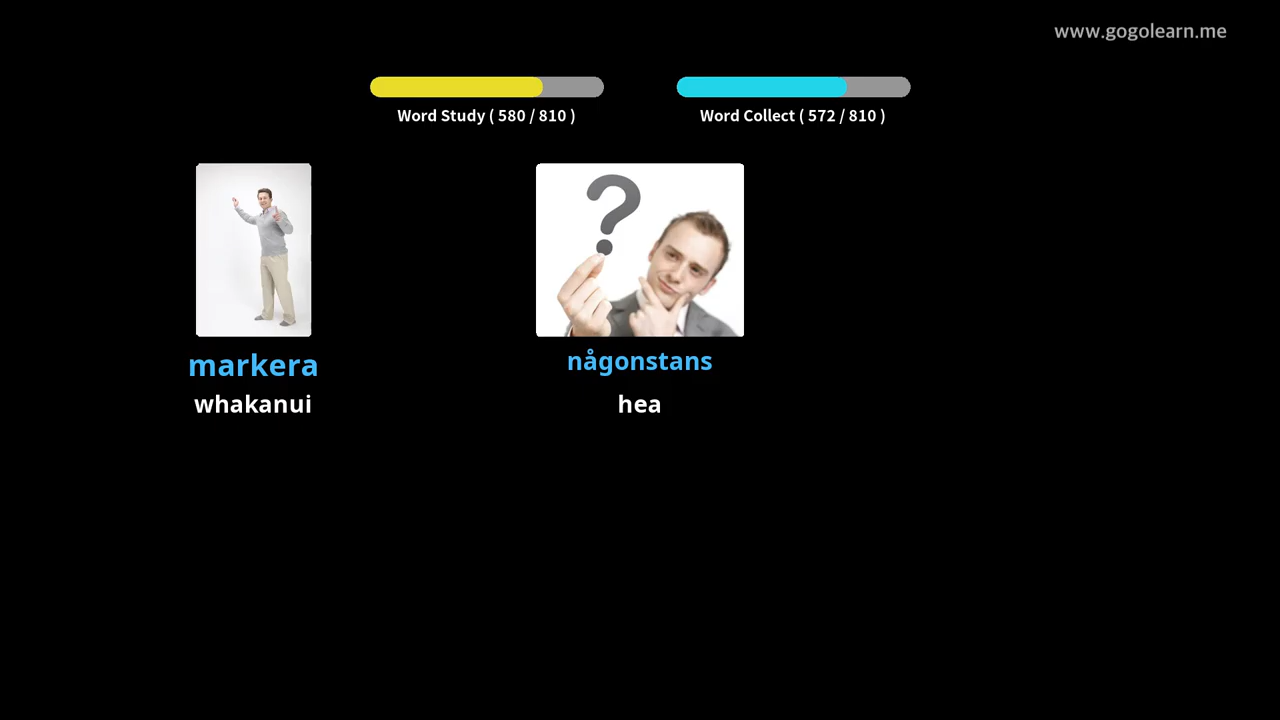 www.gogolearn.me
Word Study ( 580 / 810 )
Word Collect ( 572 / 810 )
?
markera
whakanui
någonstans
hea